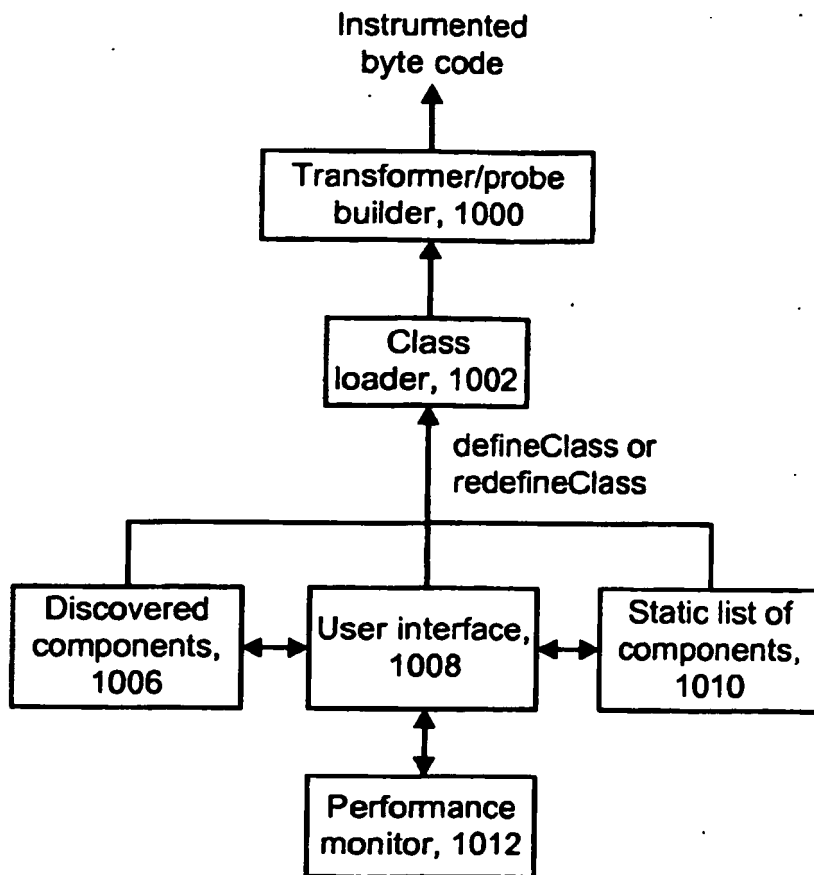 Instrumented
byte code
Transformer/probe
builder, 1000
Class
loader, 1002
defineClass or
redefineClass
Discovered
components,
1006
User interface,
1008
Static list of
components,
1010
Performance
monitor, 1012